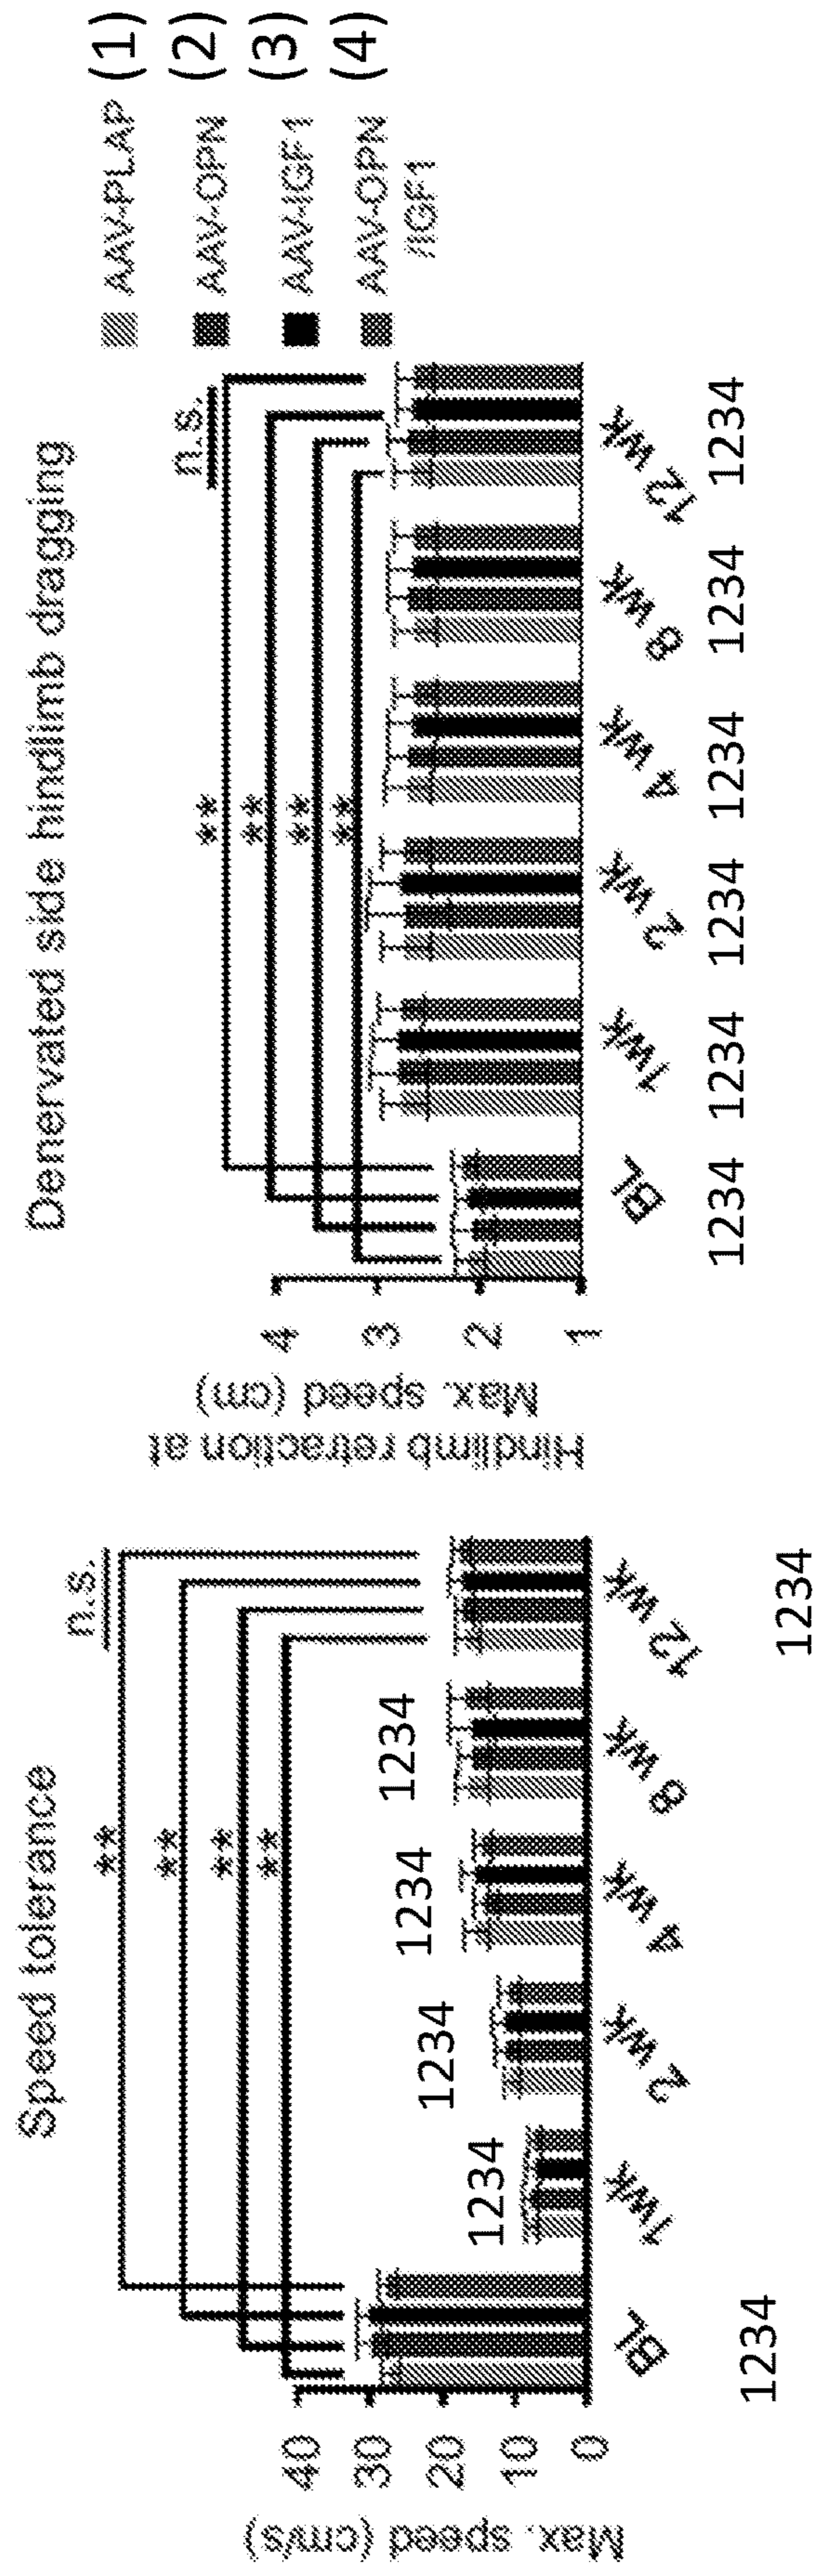 Speed tolerance
Max. speed (cm/s)
40
30
20
10
0
**
**
**
**
n.s.
1234
1234
1234
1234
BL
1wk
2 wk
4 wk
8 wk
12 wk
1234
1234
Denervated side hindlimb dragging
Hindlimb retraction at
Max. speed (cm)
4
3
2
1
**
**
**
**
n.s.
BL
1wk
2 wk
4 wk
8 wk
12 wk
1234
1234
1234
1234
1234
1234
AAV-PLAP (1)
AAV-OPN (2)
AAV-IGF1 (3)
AAV-OPN (4)
/IGF1